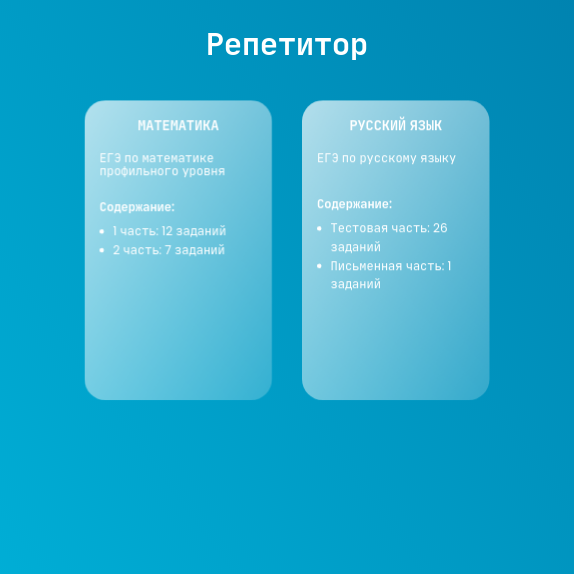 Репетитор
МАТЕМАТИКА
ЕГЭ по математике
профильного уровня
Содержание:
1 часть: 12 заданий
2 часть: 7 заданий
РУССКИЙ ЯЗЫК
ЕГЭ по русскому языку
Содержание:
Тестовая часть: 26
заданий
Письменная часть: 1
заданий